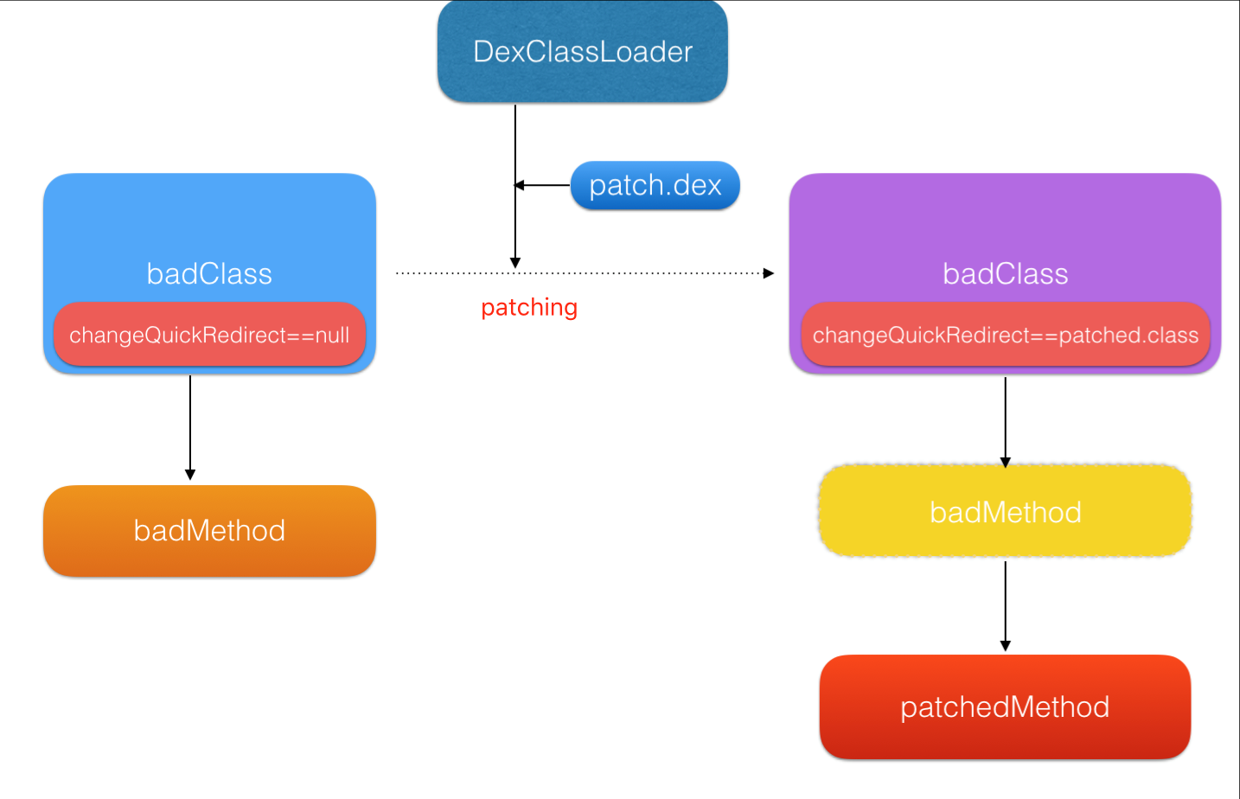 DexClassLoader
patch.dex
badClass
changeQuickRedirect==null
patching
badClass
changeQuickRedirect==patched.class
badMethod
badMethod
patchedMethod